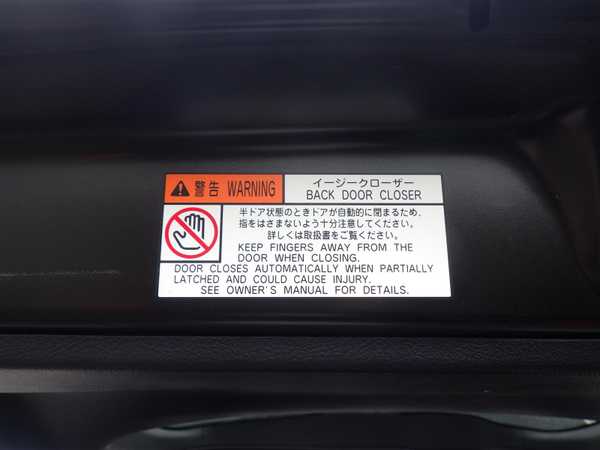 警告 WARNING
イージークローザー
BACK DOOR CLOSER
半ドア状態のときドアが自動的に閉まるため、
指をはさまないよう十分注意してください。
詳しくは取扱書をご覧ください。
KEEP FINGERS AWAY FROM THE
DOOR WHEN CLOSING.
DOOR CLOSES AUTOMATICALLY WHEN PARTIALLY
LATCHED AND COULD CAUSE INJURY.
SEE OWNER'S MANUAL FOR DETAILS.